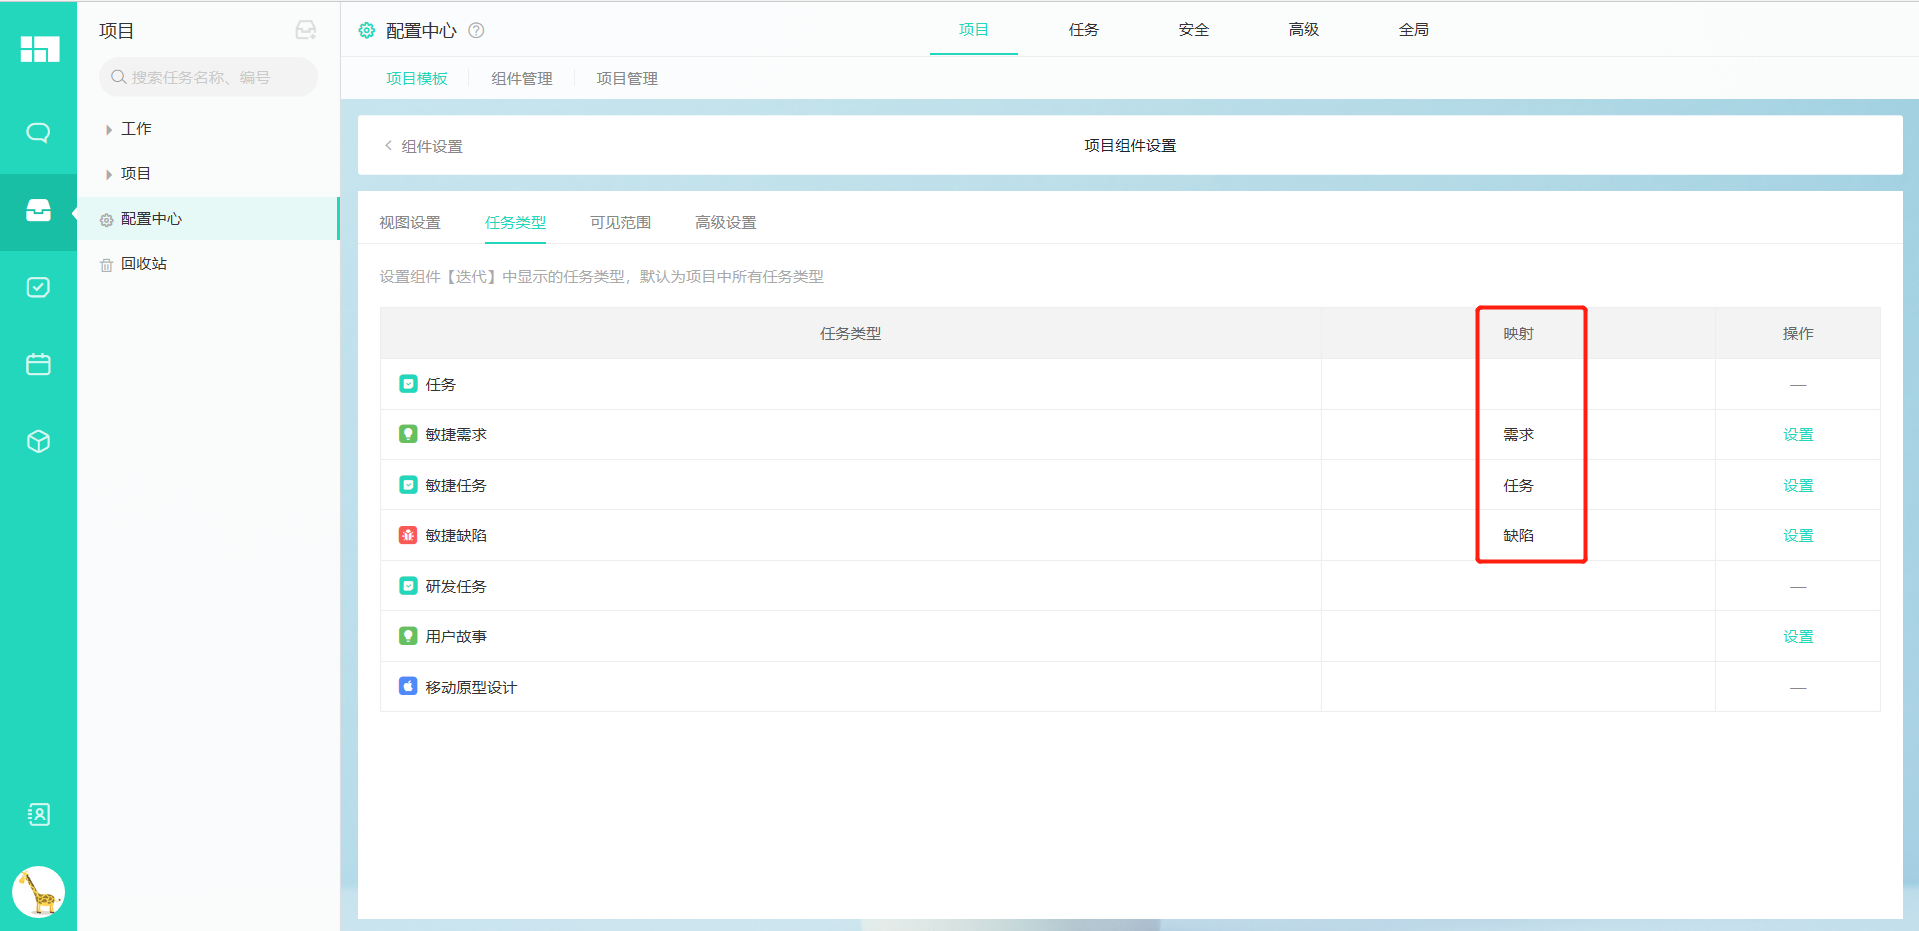 项目
搜索任务名称、编号
工作
项目
配置中心
回收站
配置中心
项目 任务 安全 高级 全局
项目模板 组件管理 项目管理
组件设置 项目组件设置
视图设置 任务类型 可见范围 高级设置
设置组件【迭代】中显示的任务类型，默认为项目中所有任务类型
任务类型 映射 操作
任务 —
敏捷需求 需求 设置
敏捷任务 任务 设置
敏捷缺陷 缺陷 设置
研发任务 —
用户故事 设置
移动原型设计 —